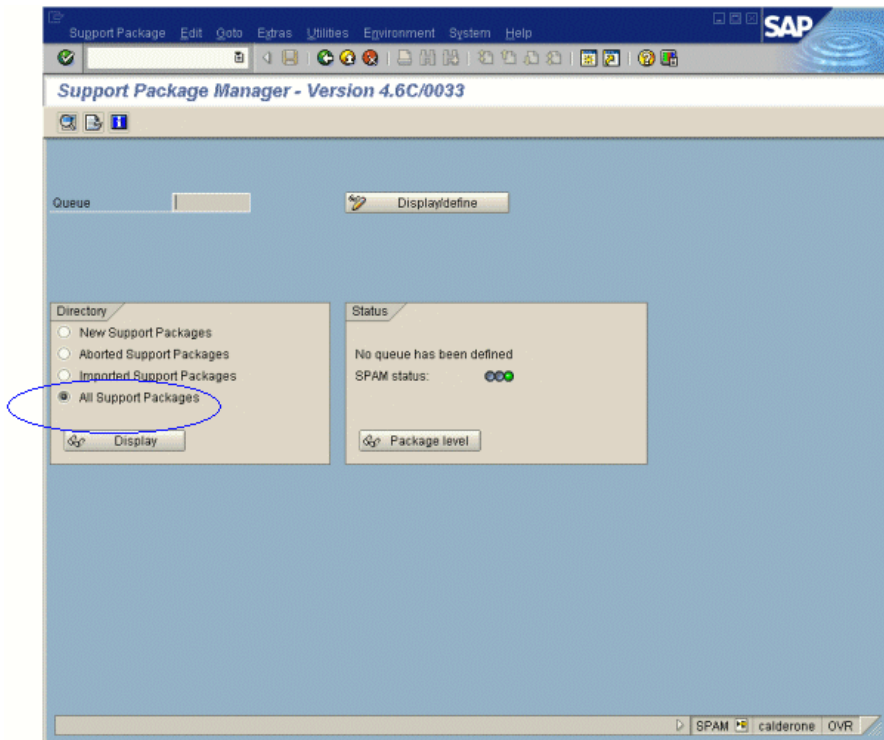 Support Package Edit Goto Extras Utilities Environment System Help
SAP
Support Package Manager - Version 4.6C/0033
Queue
Display/define
Directory
New Support Packages
Aborted Support Packages
Imported Support Packages
All Support Packages
Display
Status
No queue has been defined
SPAM status:
Package level
SPAM calderone OVR